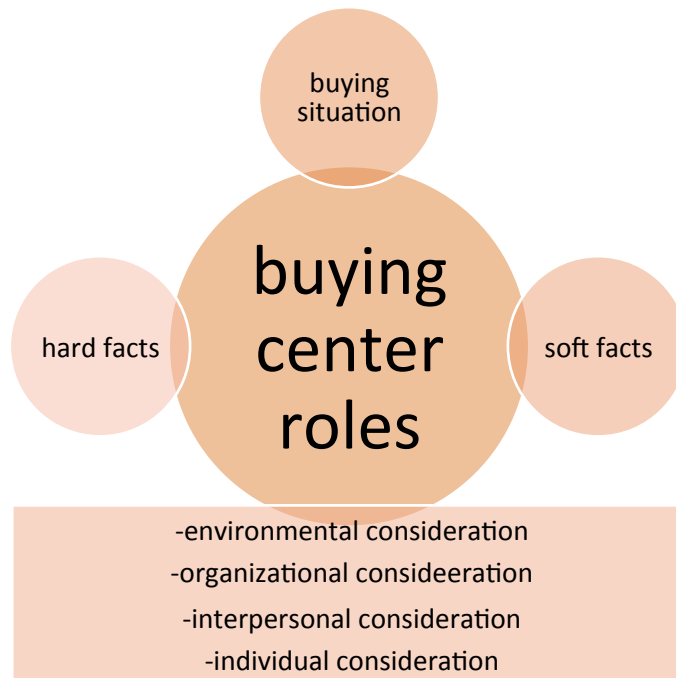 buying
situation
buying
center
roles
hard facts
soft facts
-environmental consideration
-organizational consideeration
-interpersonal consideration
-individual consideration